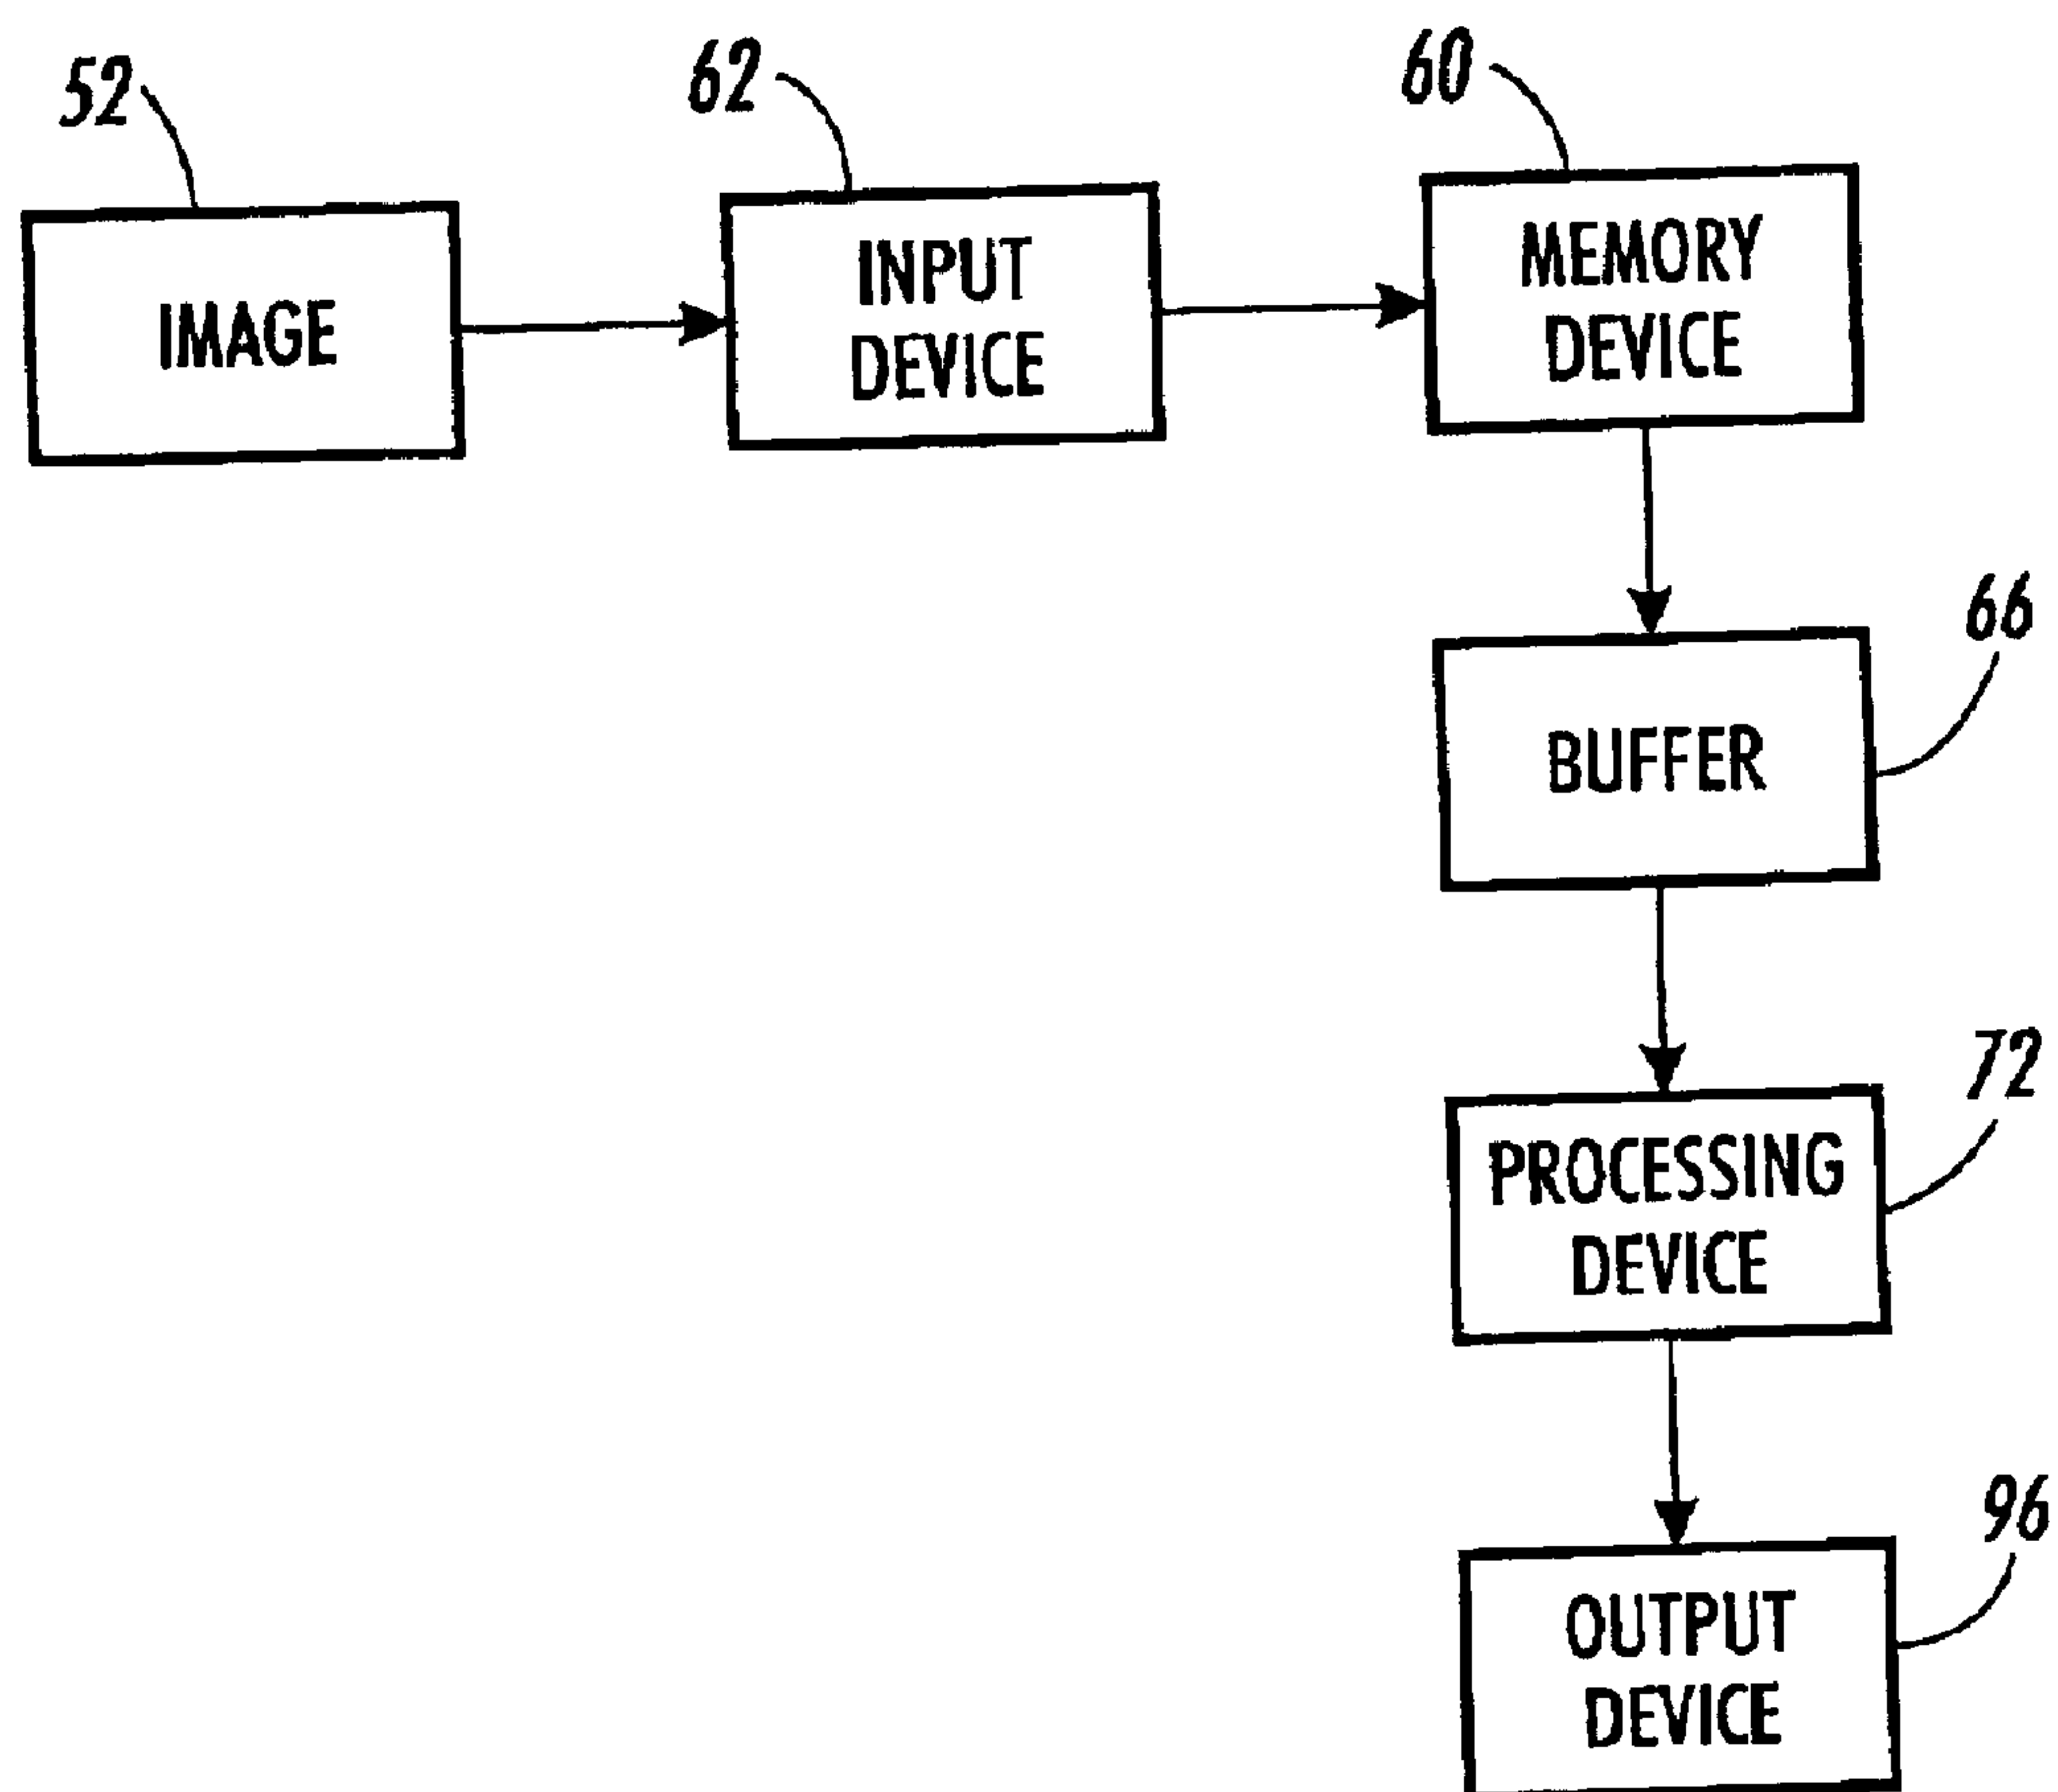 52
62
60
IMAGE
INPUT
DEVICE
MEMORY
DEVICE
66
BUFFER
72
PROCESSING
DEVICE
96
OUTPUT
DEVICE